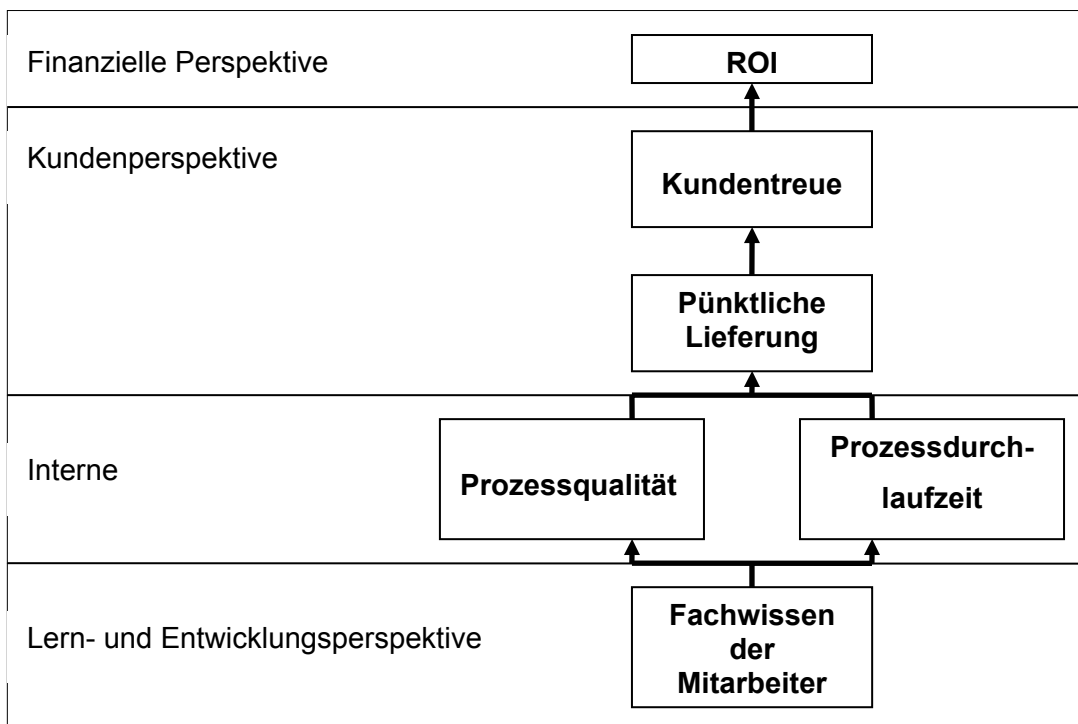 Finanzielle Perspektive
ROI
Kundenperspektive
Kundentreue
Pünktliche
Lieferung
Interne
Prozessqualität
Prozessdurch-
laufzeit
Lern- und Entwicklungsperspektive
Fachwissen
der
Mitarbeiter